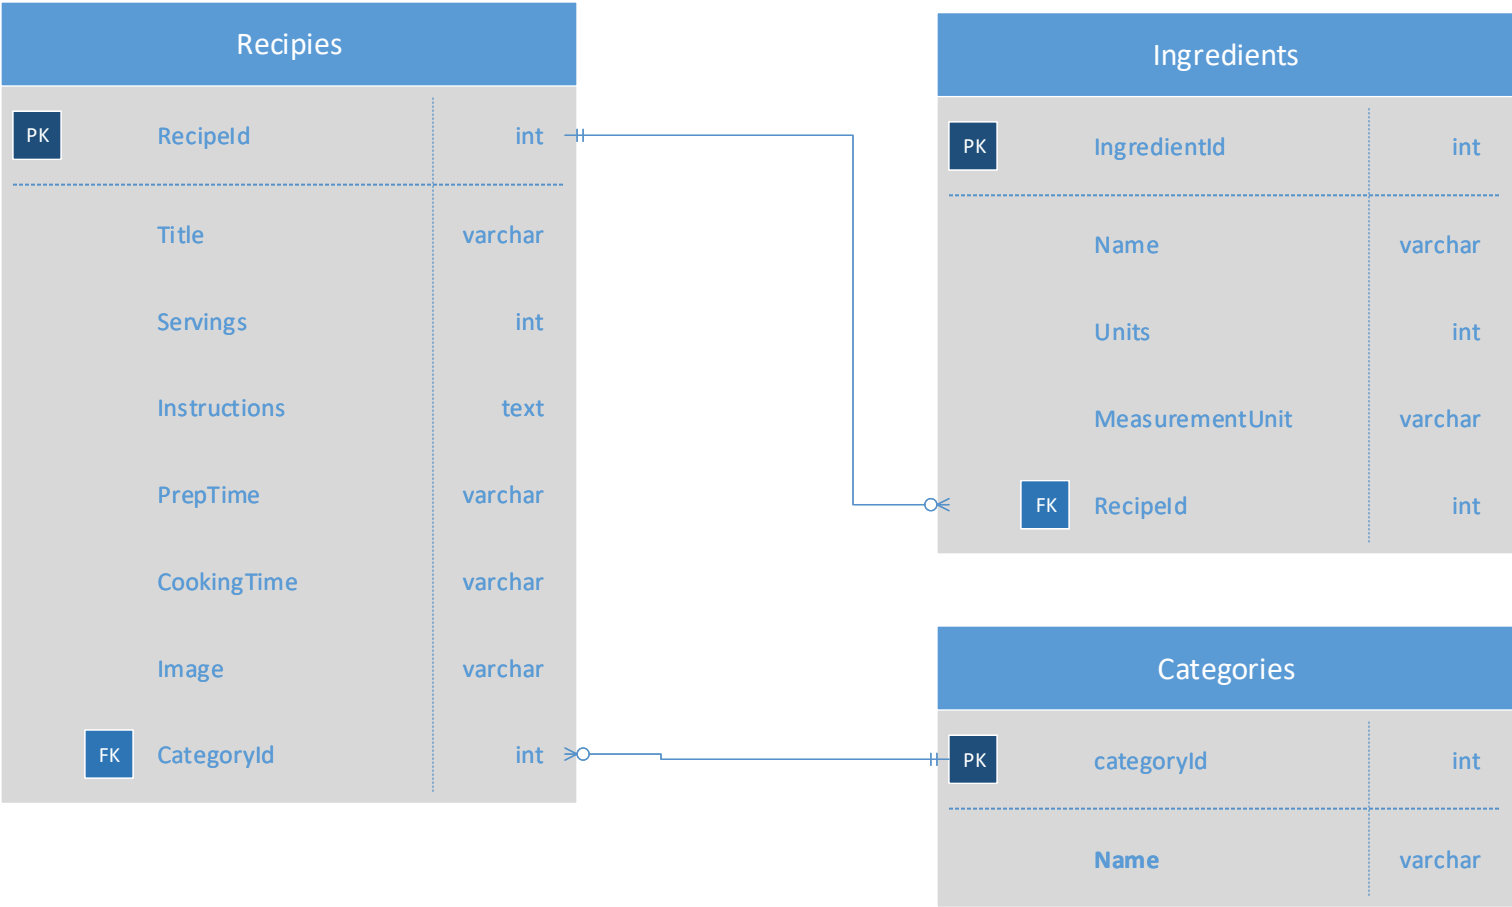 Recipies
PK RecipeId int
Title varchar
Servings int
Instructions text
PrepTime varchar
CookingTime varchar
Image varchar
FK CategoryId int
Ingredients
PK IngredientId int
Name varchar
Units int
MeasurementUnit varchar
FK RecipeId int
Categories
PK categoryId int
Name varchar